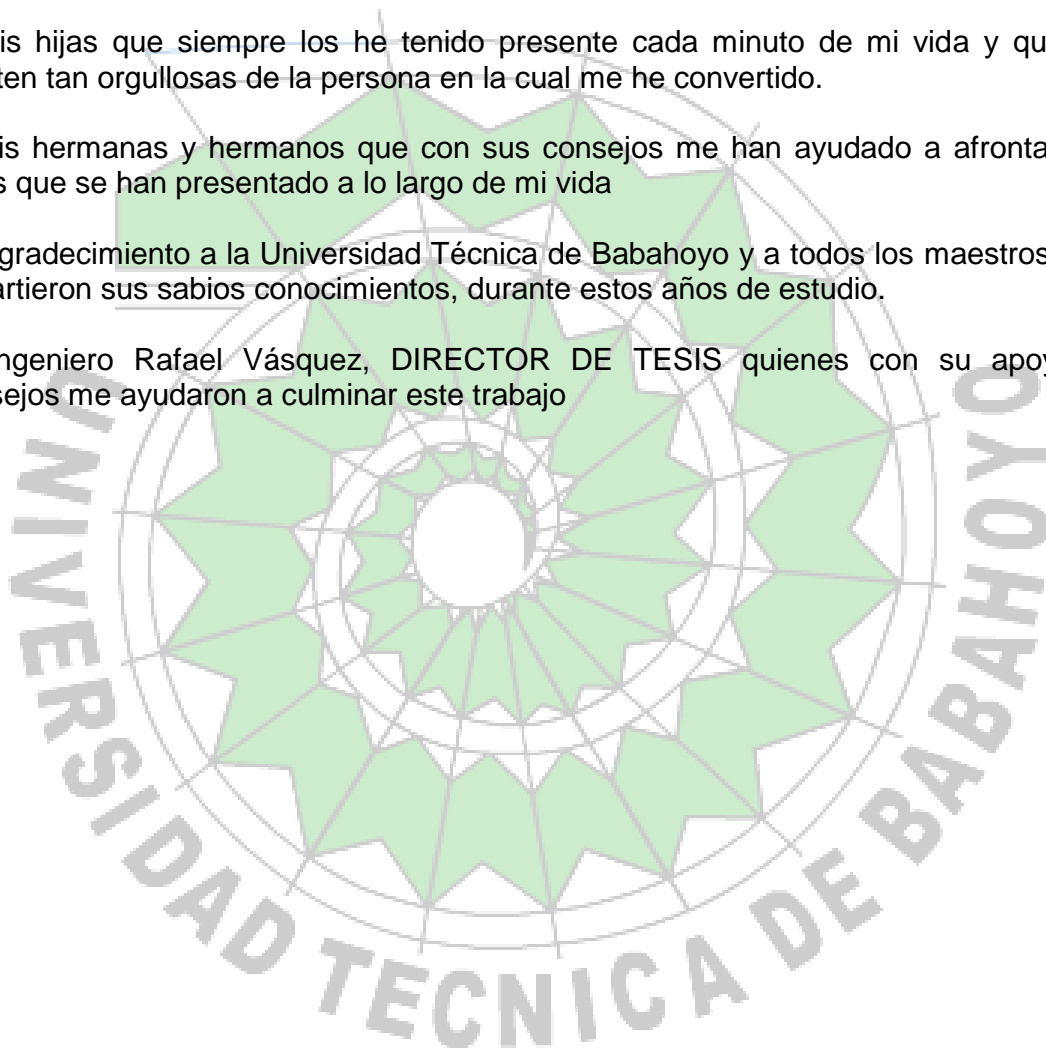 is hijas que siempre los he tenido presente cada minuto de mi vida y qu
ten tan orgullosas de la persona en la cual me he convertido.
is hermanas y hermanos que con sus consejos me han ayudado a afronta
s que se han presentado a lo largo de mi vida
gradecimiento a la Universidad Técnica de Babahoyo y a todos los maestros
artieron sus sabios conocimientos, durante estos años de estudio.
ngeniero Rafael Vásquez, DIRECTOR DE TESIS quienes con su apoy
sejos me ayudaron a culminar este trabajo
UNIVERSIDAD TECNICA DE BABAHOYO